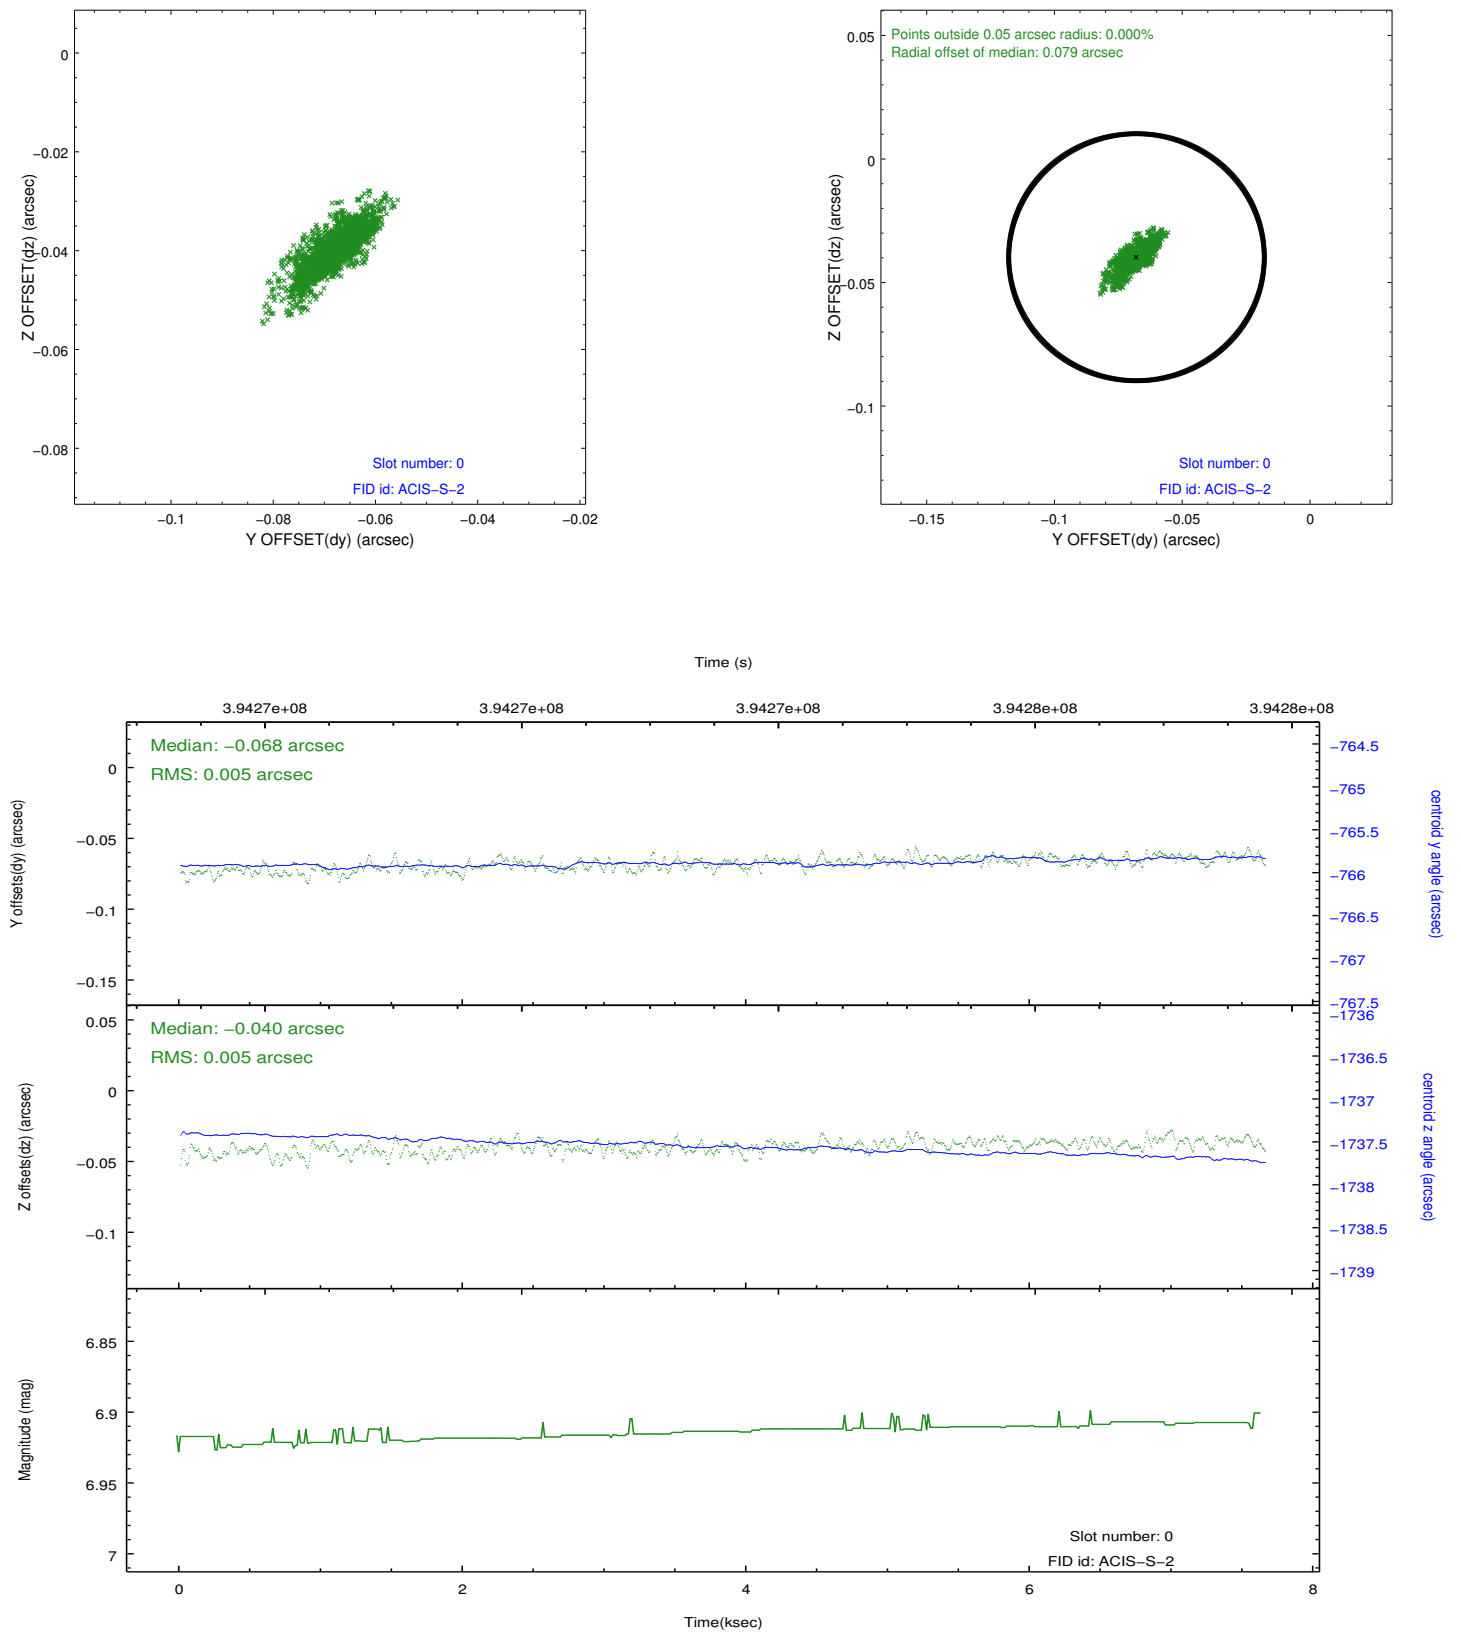 0
−0.02
−0.04
−0.06
−0.08
Z OFFSET(dz) (arcsec)
Slot number: 0
FID id: ACIS−S−2
−0.1
−0.08
−0.06
−0.04
−0.02
Y OFFSET(dy) (arcsec)
Points outside 0.05 arcsec radius: 0.000%
Radial offset of median: 0.079 arcsec
0.05
0
−0.05
−0.1
Z OFFSET(dz) (arcsec)
Slot number: 0
FID id: ACIS−S−2
−0.15
−0.1
−0.05
0
Y OFFSET(dy) (arcsec)
Time (s)
3.9427e+08
3.9427e+08
3.9427e+08
3.9428e+08
3.9428e+08
Median: −0.068 arcsec
RMS: 0.005 arcsec
0
−0.05
−0.1
−0.15
Y offsets(dy) (arcsec)
−764.5
−765
−765.5
−766
−766.5
−767
−767.5
centroid y angle (arcsec)
Median: −0.040 arcsec
RMS: 0.005 arcsec
0.05
0
−0.05
−0.1
Z offsets(dz) (arcsec)
−1736
−1736.5
−1737
−1737.5
−1738
−1738.5
−1739
centroid z angle (arcsec)
6.85
6.9
6.95
7
Magnitude (mag)
Slot number: 0
FID id: ACIS−S−2
0
2
4
6
8
Time(ksec)